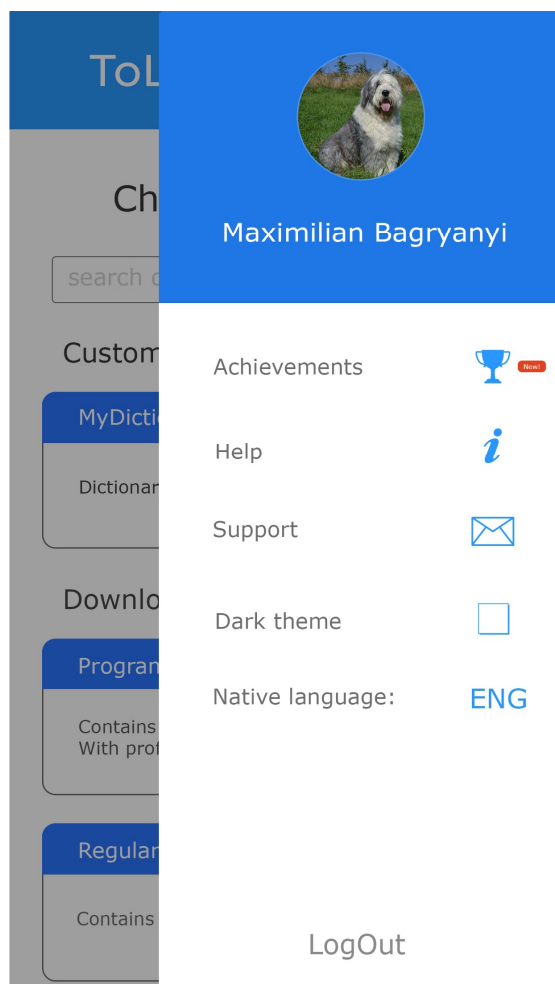 ToL
Ch
search
Custom
MyDicti
Dictionar
Downlo
Program
Contains
With prof
Regular
Contains
Maximilian Bagryanyi
Achievements
New!
Help
Support
Dark theme
Native language: ENG
LogOut